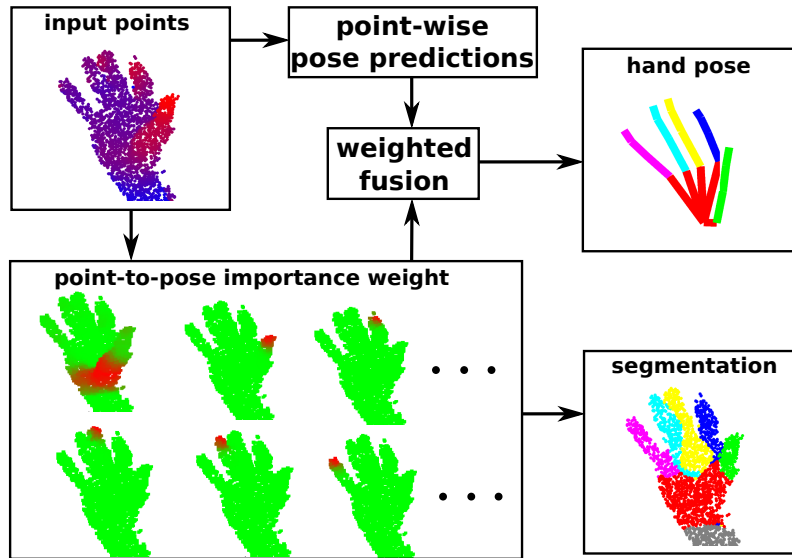 input points
point-wise
pose predictions
hand pose
weighted
fusion
point-to-pose importance weight
segmentation